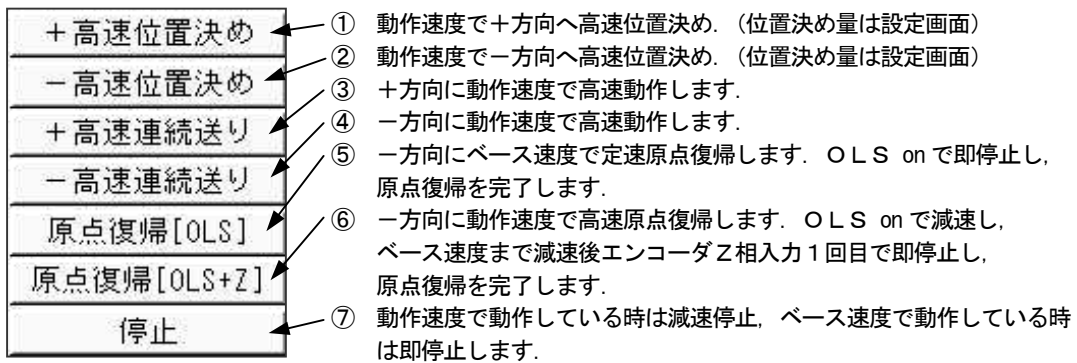 ＋高速位置決め
－高速位置決め
＋高速連続送り
－高速連続送り
原点復帰[OLS]
原点復帰[OLS+Z]
停止
① 動作速度で＋方向へ高速位置決め．（位置決め量は設定画面）
② 動作速度で－方向へ高速位置決め．（位置決め量は設定画面）
③ ＋方向に動作速度で高速動作します．
④ －方向に動作速度で高速動作します．
⑤ －方向にベース速度で定速原点復帰します．ＯＬＳ on で即停止し，
原点復帰を完了します．
⑥ －方向に動作速度で高速原点復帰します．ＯＬＳ on で減速し，
ベース速度まで減速後エンコーダＺ相入力１回目で即停止し，
原点復帰を完了します．
⑦ 動作速度で動作している時は減速停止，ベース速度で動作している時
は即停止します．